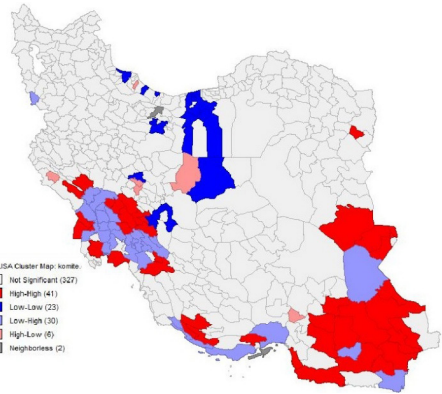 LISA Cluster Map: komite
Not Significant (327)
High-High (41)
Low-Low (23)
Low-High (30)
High-Low (6)
Neighborless (2)